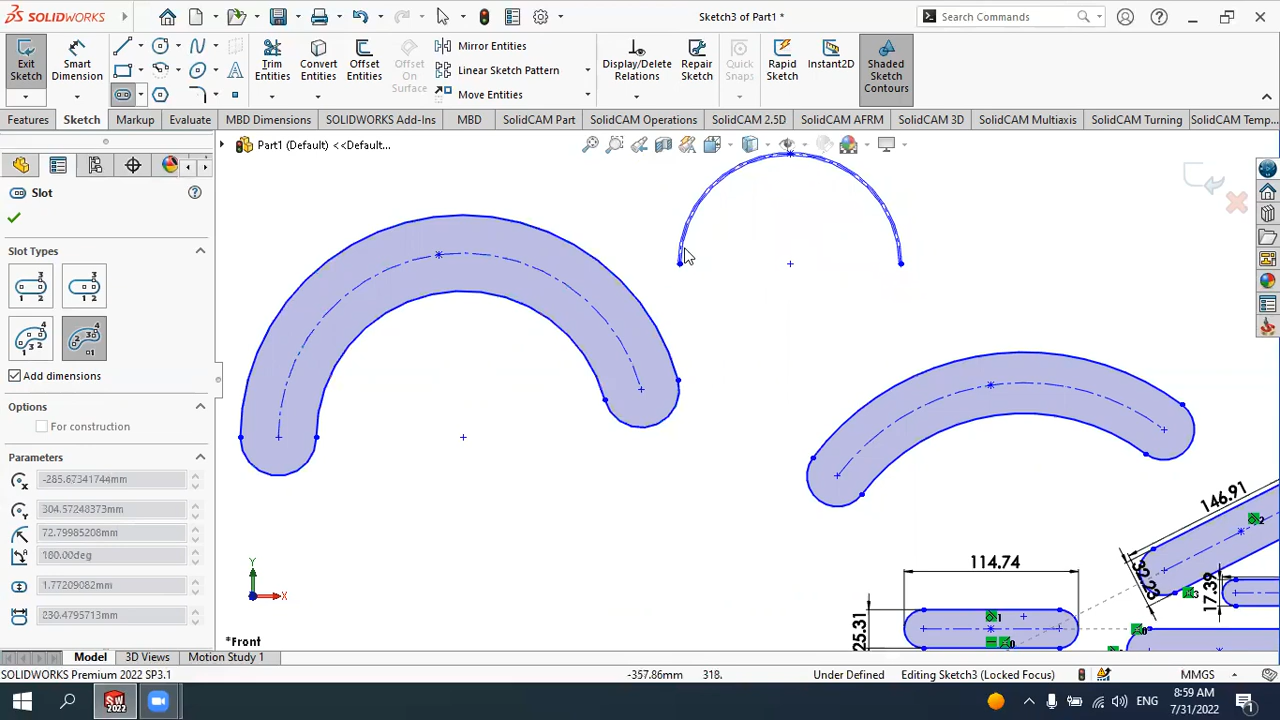 SOLIDWORKS
Sketch3 of Part1 *
Search Commands
Exit Sketch
Smart Dimension
Trim Entities
Convert Entities
Offset Entities
Offset On Surface
Mirror Entities
Linear Sketch Pattern
Move Entities
Display/Delete Relations
Repair Sketch
Quick Snaps
Rapid Sketch
Instant2D
Shaded Sketch Contours
Features
Sketch
Markup
Evaluate
MBD Dimensions
SOLIDWORKS Add-Ins
MBD
SolidCAM Part
SolidCAM Operations
SolidCAM 2.5D
SolidCAM AFRM
SolidCAM 3D
SolidCAM Multiaxis
SolidCAM Turning
SolidCAM Temp...
Part1 (Default) <<Default...
Slot
Slot Types
Add dimensions
Options
For construction
Parameters
-285.67341744mm
304.57248373mm
72.79985208mm
180.00deg
1.77209082mm
230.4795713mm
146.91
32.23
17.39
114.74
25.31
Y
X
*Front
Model
3D Views
Motion Study 1
SOLIDWORKS Premium 2022 SP3.1
-357.86mm
318.
Under Defined
Editing Sketch3 (Locked Focus)
MMGS
ENG
8:59 AM
7/31/2022